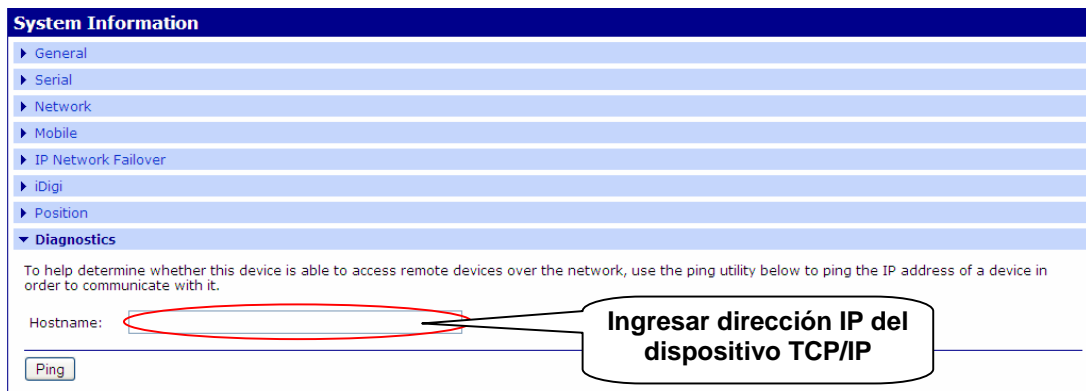 System Information
General
Serial
Network
Mobile
IP Network Failover
iDigi
Position
Diagnostics
To help determine whether this device is able to access remote devices over the network, use the ping utility below to ping the IP address of a device in
order to communicate with it.
Hostname:
Ingresar dirección IP del
dispositivo TCP/IP
Ping